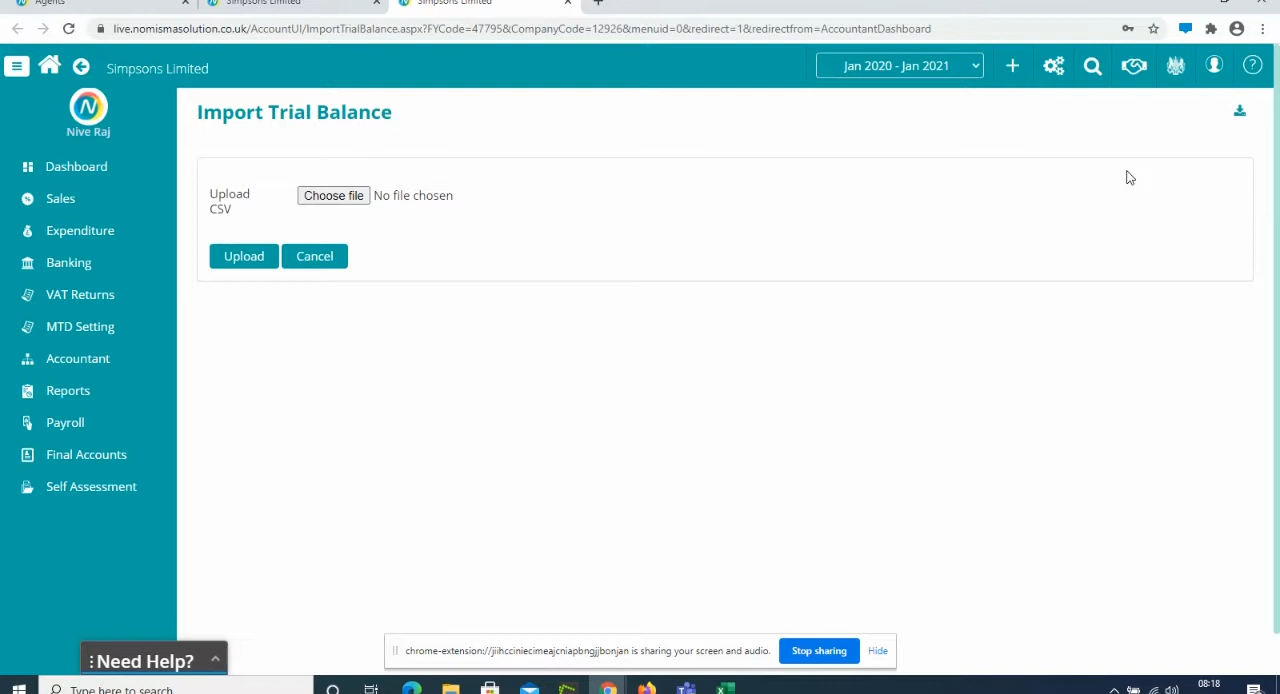 Agents
Simpsons Limited
Simpsons Limited
live.nomismasolution.co.uk/AccountUI/ImportTrialBalance.aspx?FYCode=47795&CompanyCode=12926&menuid=0&redirect=1&redirectfrom=AccountantDashboard
Simpsons Limited
Jan 2020 - Jan 2021
N
Nive Raj
Import Trial Balance
Dashboard
Sales
Expenditure
Banking
VAT Returns
MTD Setting
Accountant
Reports
Payroll
Final Accounts
Self Assessment
Upload
CSV
Choose file No file chosen
Upload Cancel
Need Help?
chrome-extension://jiihcciniecimeajcniapbngjjbonjan is sharing your screen and audio. Stop sharing Hide
Type here to search
08:18